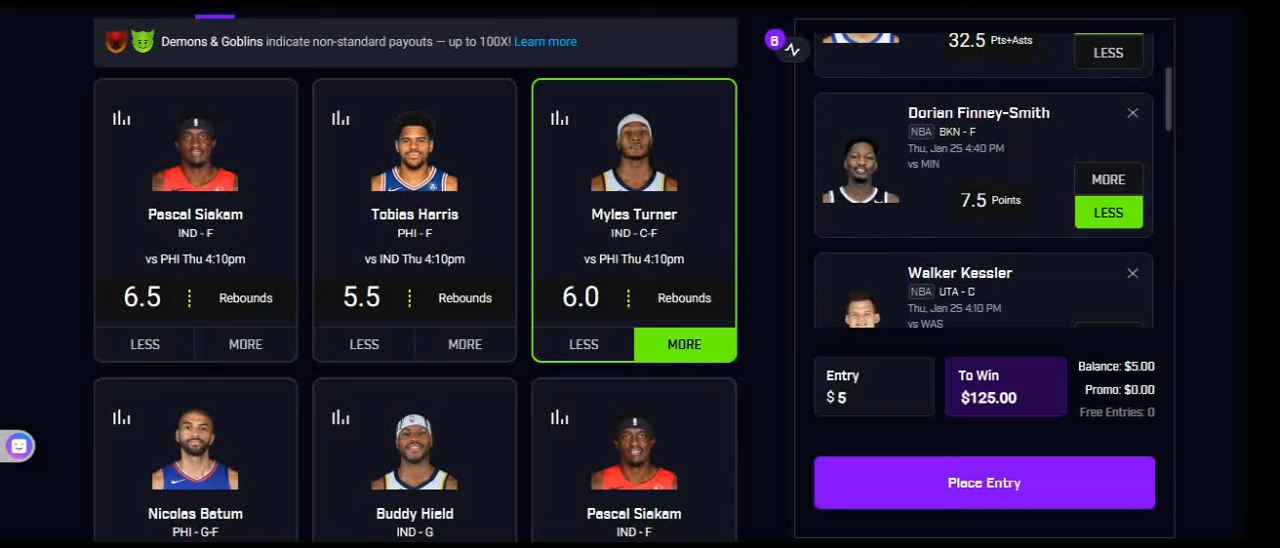 Demons & Goblins indicate non-standard payouts — up to 100X! Learn more
Pascal Siakam
IND - F
vs PHI Thu 4:10pm
6.5 Rebounds
LESS MORE
Tobias Harris
PHI - F
vs IND Thu 4:10pm
5.5 Rebounds
LESS MORE
Myles Turner
IND - C-F
vs PHI Thu 4:10pm
6.0 Rebounds
LESS MORE
Nicolas Batum
PHI - G-F
Buddy Hield
IND - G
Pascal Siakam
IND - F
6
32.5 Pts+Asts
LESS
Dorian Finney-Smith
NBA BKN - F
Thu, Jan 25 4:40 PM
vs MIN
7.5 Points
MORE
LESS
Walker Kessler
NBA UTA - C
Thu, Jan 25 4:10 PM
vs WAS
Entry
$ 5
To Win
$125.00
Balance: $5.00
Promo: $0.00
Free Entries: 0
Place Entry